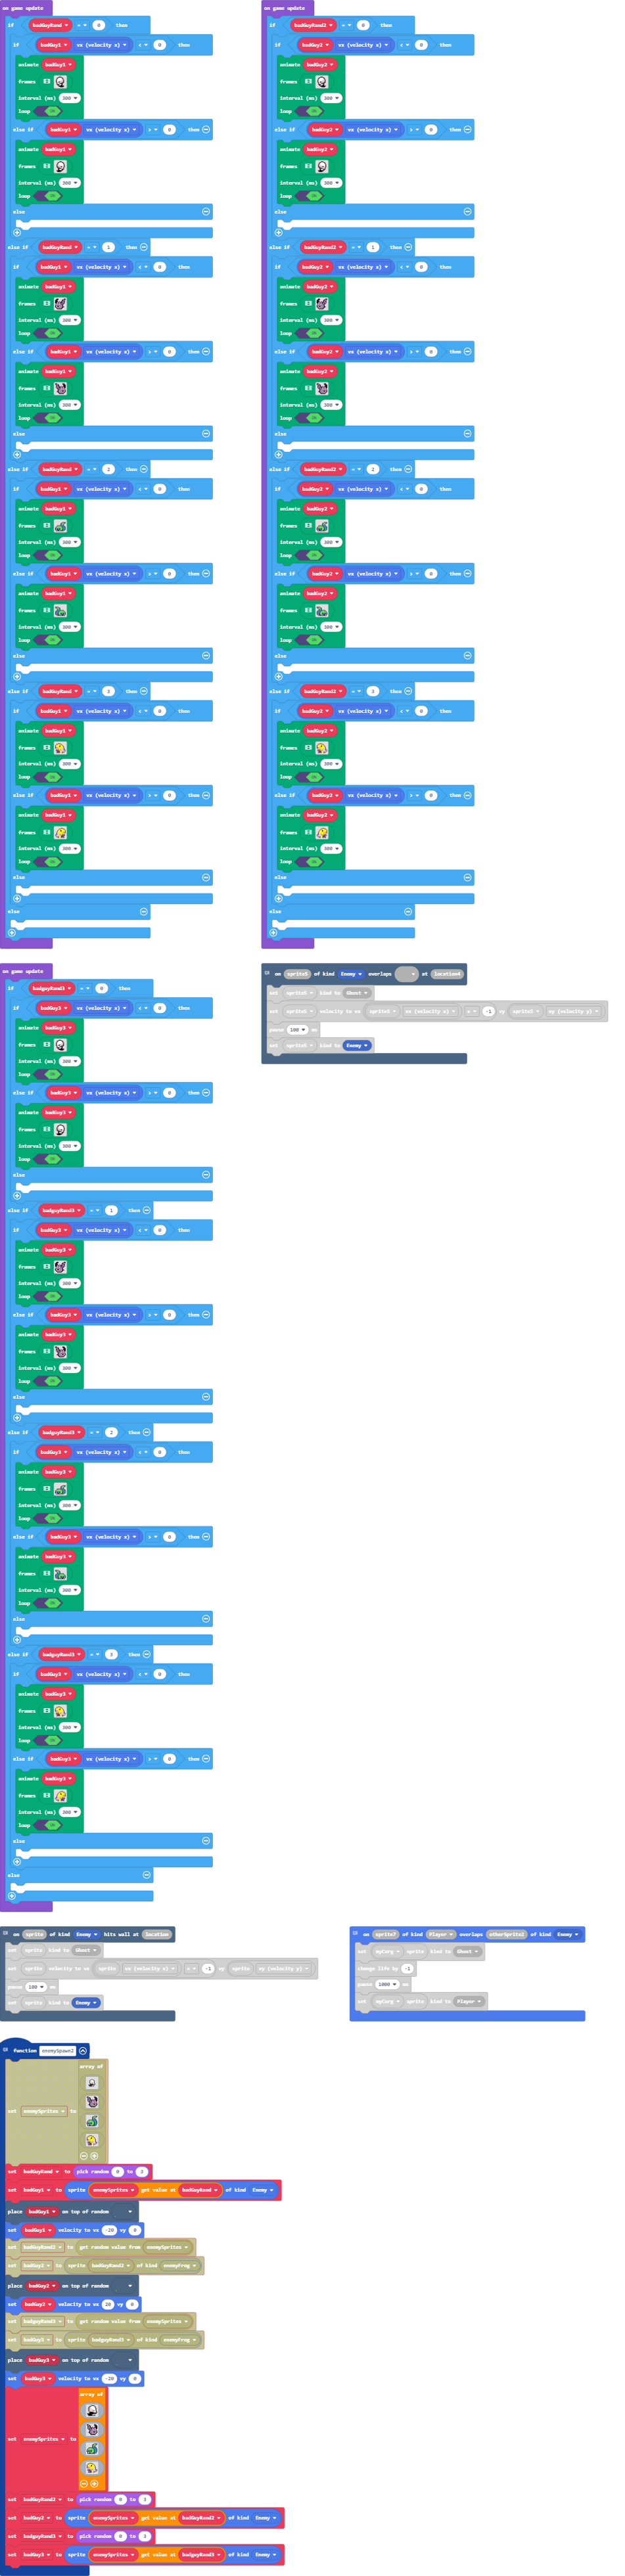 on game update
if badGuyRand = 0 then
if badGuy1 vx (velocity x) < 0 then
animate badGuy1
frames
interval (ms) 300
loop ON
else if badGuy1 vx (velocity x) > 0 then
animate badGuy1
frames
interval (ms) 300
loop ON
else
else if badGuyRand = 1 then
if badGuy1 vx (velocity x) < 0 then
animate badGuy1
frames
interval (ms) 300
loop ON
else if badGuy1 vx (velocity x) > 0 then
animate badGuy1
frames
interval (ms) 300
loop ON
else
else if badGuyRand = 2 then
if badGuy1 vx (velocity x) < 0 then
animate badGuy1
frames
interval (ms) 300
loop ON
else if badGuy1 vx (velocity x) > 0 then
animate badGuy1
frames
interval (ms) 300
loop ON
else
else if badGuyRand = 3 then
if badGuy1 vx (velocity x) < 0 then
animate badGuy1
frames
interval (ms) 300
loop ON
else if badGuy1 vx (velocity x) > 0 then
animate badGuy1
frames
interval (ms) 300
loop ON
else
else
on game update
if badGuyRand2 = 0 then
if badGuy2 vx (velocity x) < 0 then
animate badGuy2
frames
interval (ms) 300
loop ON
else if badGuy2 vx (velocity x) > 0 then
animate badGuy2
frames
interval (ms) 300
loop ON
else
else if badGuyRand2 = 1 then
if badGuy2 vx (velocity x) < 0 then
animate badGuy2
frames
interval (ms) 300
loop ON
else if badGuy2 vx (velocity x) > 0 then
animate badGuy2
frames
interval (ms) 300
loop ON
else
else if badGuyRand2 = 2 then
if badGuy2 vx (velocity x) < 0 then
animate badGuy2
frames
interval (ms) 300
loop ON
else if badGuy2 vx (velocity x) > 0 then
animate badGuy2
frames
interval (ms) 300
loop ON
else
else if badGuyRand2 = 3 then
if badGuy2 vx (velocity x) < 0 then
animate badGuy2
frames
interval (ms) 300
loop ON
else if badGuy2 vx (velocity x) > 0 then
animate badGuy2
frames
interval (ms) 300
loop ON
else
else
on game update
if badguyRand3 = 0 then
if badGuy3 vx (velocity x) < 0 then
animate badGuy3
frames
interval (ms) 300
loop ON
else if badGuy3 vx (velocity x) > 0 then
animate badGuy3
frames
interval (ms) 300
loop ON
else
else if badguyRand3 = 1 then
if badGuy3 vx (velocity x) < 0 then
animate badGuy3
frames
interval (ms) 300
loop ON
else if badGuy3 vx (velocity x) > 0 then
animate badGuy3
frames
interval (ms) 300
loop ON
else
else if badguyRand3 = 2 then
if badGuy3 vx (velocity x) < 0 then
animate badGuy3
frames
interval (ms) 300
loop ON
else if badGuy3 vx (velocity x) > 0 then
animate badGuy3
frames
interval (ms) 300
loop ON
else
else if badguyRand3 = 3 then
if badGuy3 vx (velocity x) < 0 then
animate badGuy3
frames
interval (ms) 300
loop ON
else if badGuy3 vx (velocity x) > 0 then
animate badGuy3
frames
interval (ms) 300
loop ON
else
else
on sprite5 of kind Enemy overlaps at location4
set sprite5 kind to Ghost
set sprite5 velocity to vx sprite5 vx (velocity x) × -1 vy sprite5 vy (velocity y)
pause 100 ms
set sprite5 kind to Enemy
on sprite of kind Enemy hits wall at location
set sprite kind to Ghost
set sprite velocity to vx sprite vx (velocity x) × -1 vy sprite vy (velocity y)
pause 100 ms
set sprite kind to Enemy
on sprite7 of kind Player overlaps otherSprite2 of kind Enemy
set myCorg sprite kind to Ghost
change life by -1
pause 1000 ms
set myCorg sprite kind to Player
function enemySpawn2
set enemySprites to array of
set badGuyRand to pick random 0 to 3
set badGuy1 to sprite enemySprites get value at badGuyRand of kind Enemy
place badGuy1 on top of random
set badGuy1 velocity to vx -20 vy 0
set badGuyRand2 to get random value from enemySprites
set badGuy2 to sprite badGuyRand2 of kind enemyFrog
place badGuy2 on top of random
set badGuy2 velocity to vx 20 vy 0
set badguyRand3 to get random value from enemySprites
set badGuy3 to sprite badguyRand3 of kind enemyFrog
place badGuy3 on top of random
set badGuy3 velocity to vx -20 vy 0
set enemySprites to array of
set badGuyRand2 to pick random 0 to 3
set badGuy2 to sprite enemySprites get value at badGuyRand2 of kind Enemy
set badguyRand3 to pick random 0 to 3
set badGuy3 to sprite enemySprites get value at badguyRand3 of kind Enemy